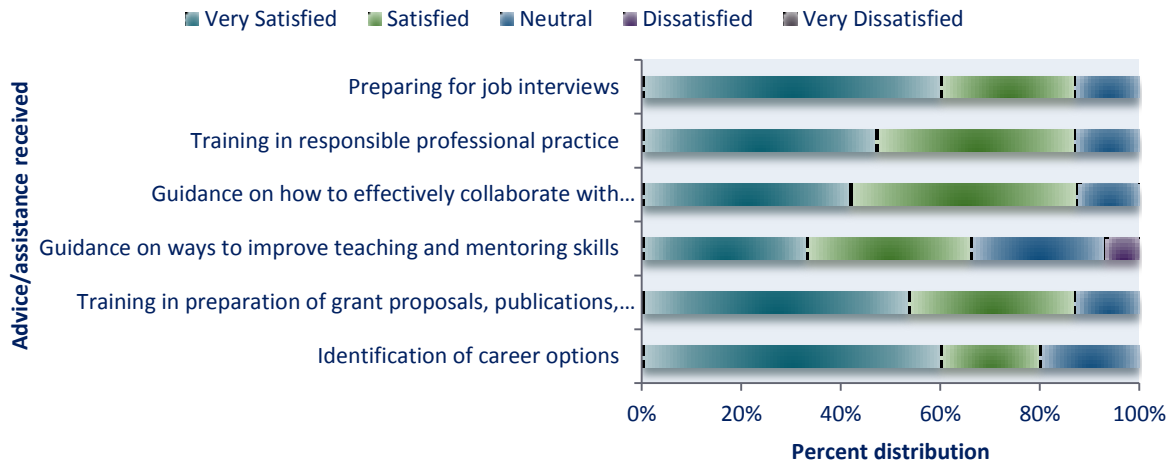 Very Satisfied Satisfied Neutral Dissatisfied Very Dissatisfied
Advice/assistance received
Preparing for job interviews
Training in responsible professional practice
Guidance on how to effectively collaborate with...
Guidance on ways to improve teaching and mentoring skills
Training in preparation of grant proposals, publications,...
Identification of career options
0% 20% 40% 60% 80% 100%
Percent distribution